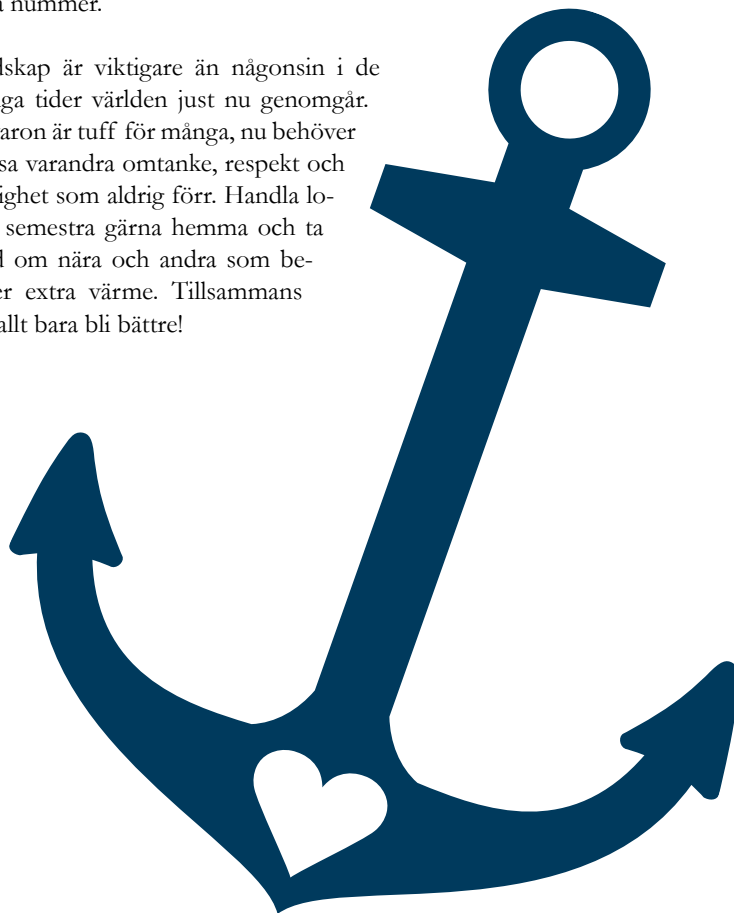 nummer.
dskap är viktigare än någonsin i de
ga tider världen just nu genomgår.
aron är tuff för många, nu behöver
sa varandra omtanke, respekt och
ighet som aldrig förr. Handla lo-
semestra gärna hemma och ta
d om nära och andra som be-
er extra värme. Tillsammans
allt bara bli bättre!